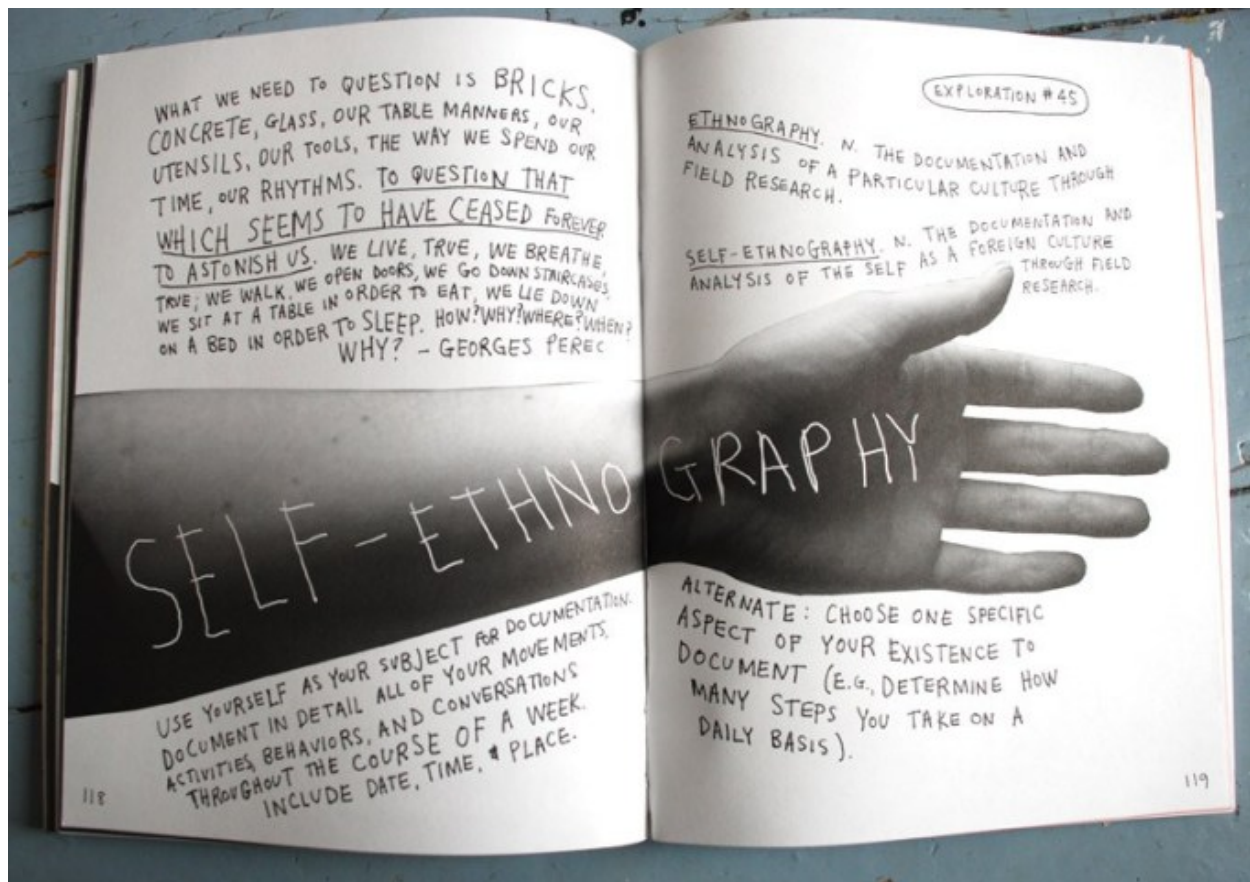 WHAT WE NEED TO QUESTION IS BRICKS,
CONCRETE, GLASS, OUR TABLE MANNERS, OUR
UTENSILS, OUR TOOLS, THE WAY WE SPEND OUR
TIME, OUR RHYTHMS. TO QUESTION THAT
WHICH SEEMS TO HAVE CEASED FOREVER
TO ASTONISH US. WE LIVE, TRUE, WE BREATHE,
TRUE; WE WALK, WE OPEN DOORS, WE GO DOWN STAIRCASES,
WE SIT AT A TABLE IN ORDER TO EAT, WE LIE DOWN
ON A BED IN ORDER TO SLEEP. HOW? WHY? WHERE? WHEN?
WHY? – GEORGES PEREC
SELF-ETHNOGRAPHY
USE YOURSELF AS YOUR SUBJECT FOR DOCUMENTATION.
DOCUMENT IN DETAIL ALL OF YOUR MOVEMENTS,
ACTIVITIES, BEHAVIORS, AND CONVERSATIONS
THROUGHOUT THE COURSE OF A WEEK.
INCLUDE DATE, TIME, & PLACE.
118
EXPLORATION #45
ETHNOGRAPHY. N. THE DOCUMENTATION AND
ANALYSIS OF A PARTICULAR CULTURE THROUGH
FIELD RESEARCH.
SELF-ETHNOGRAPHY. N. THE DOCUMENTATION AND
ANALYSIS OF THE SELF AS A FOREIGN CULTURE
THROUGH FIELD
RESEARCH.
ALTERNATE: CHOOSE ONE SPECIFIC
ASPECT OF YOUR EXISTENCE TO
DOCUMENT (E.G., DETERMINE HOW
MANY STEPS YOU TAKE ON A
DAILY BASIS).
119